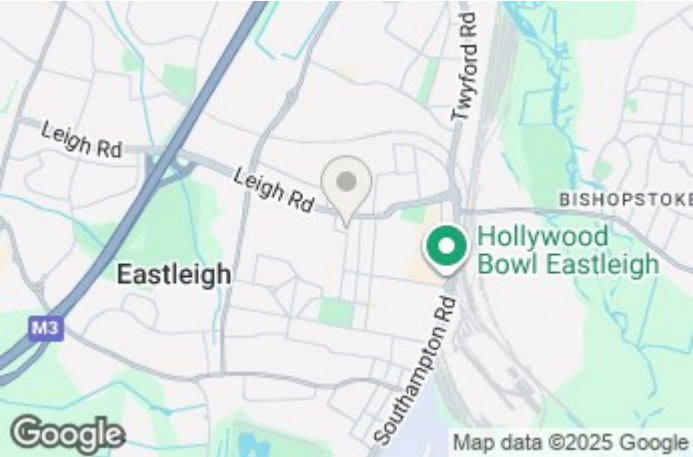 Twyford Rd
Leigh Rd
Leigh Rd
BISHOPSTOKE
Hollywood
Bowl Eastleigh
Eastleigh
M3
Southampton Rd
Google
Map data ©2025 Google